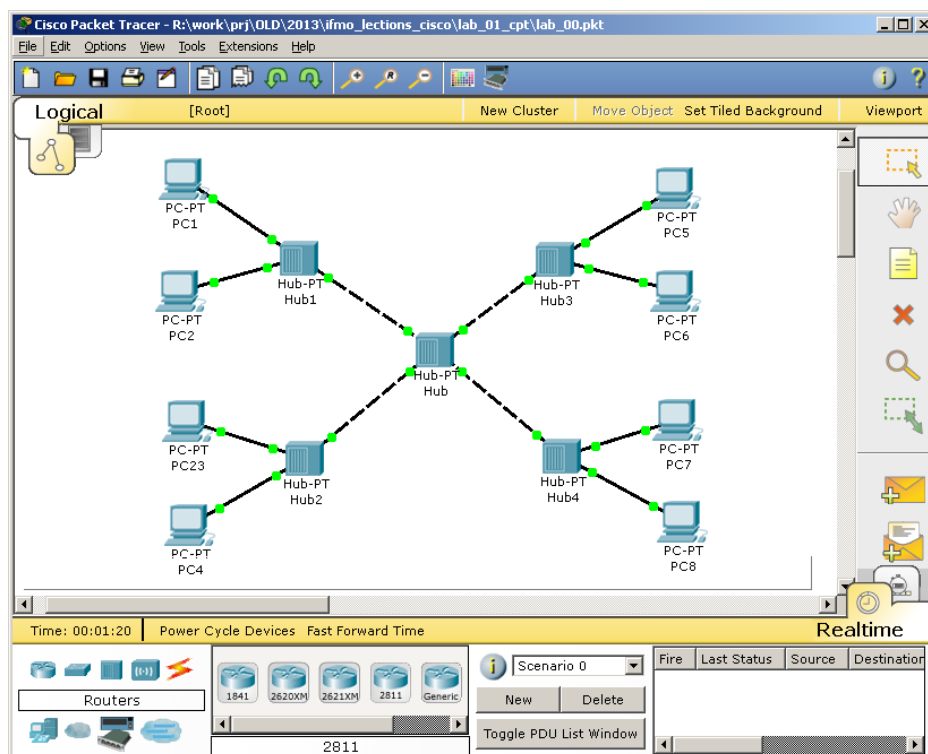 Cisco Packet Tracer - R:\work\prj\OLD\2013\ifmo_lections_cisco\lab_01_cpt\lab_00.pkt
File Edit Options View Tools Extensions Help
Logical [Root] New Cluster Move Object Set Tiled Background Viewport
PC-PT
PC1
PC-PT
PC5
Hub-PT
Hub1
Hub-PT
Hub3
PC-PT
PC2
PC-PT
PC6
Hub-PT
Hub
PC-PT
PC23
PC-PT
PC7
Hub-PT
Hub2
Hub-PT
Hub4
PC-PT
PC4
PC-PT
PC8
Time: 00:01:20 Power Cycle Devices Fast Forward Time Realtime
Routers
1841 2620XM 2621XM 2811 Generic
2811
Scenario 0
New Delete
Toggle PDU List Window
Fire Last Status Source Destination